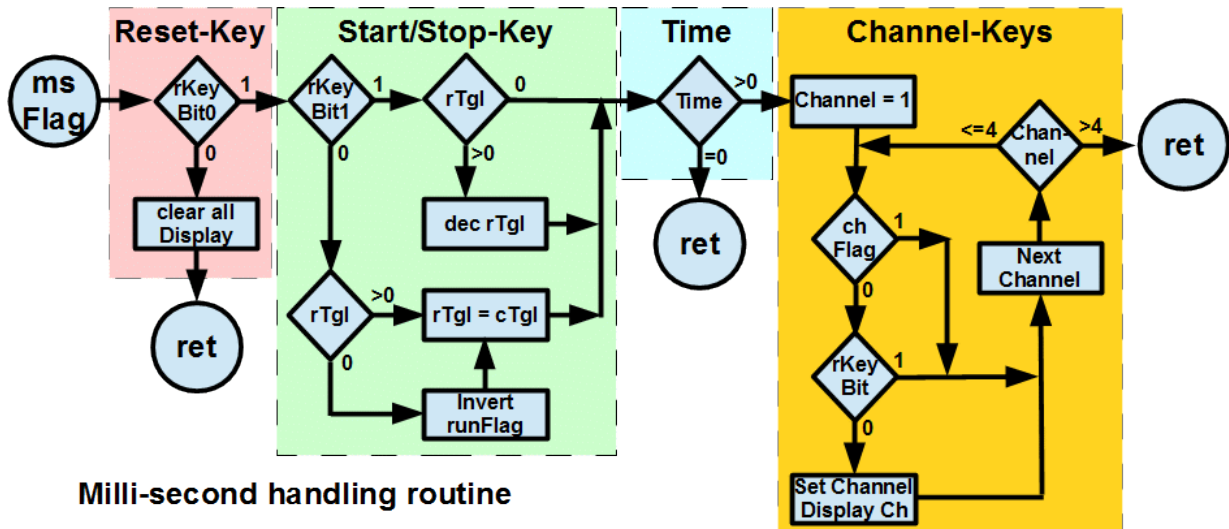 Reset-Key
Start/Stop-Key
Time
Channel-Keys
ms
Flag
rKey
Bit0
1
0
clear all
Display
ret
rKey
Bit1
1
0
rTgl
0
>0
dec rTgl
rTgl
>0
0
rTgl = cTgl
Invert
runFlag
Time
>0
=0
ret
Channel = 1
<=4
Chan-
nel
>4
ret
ch
Flag
1
0
Next
Channel
rKey
Bit
1
0
Set Channel
Display Ch
Milli-second handling routine